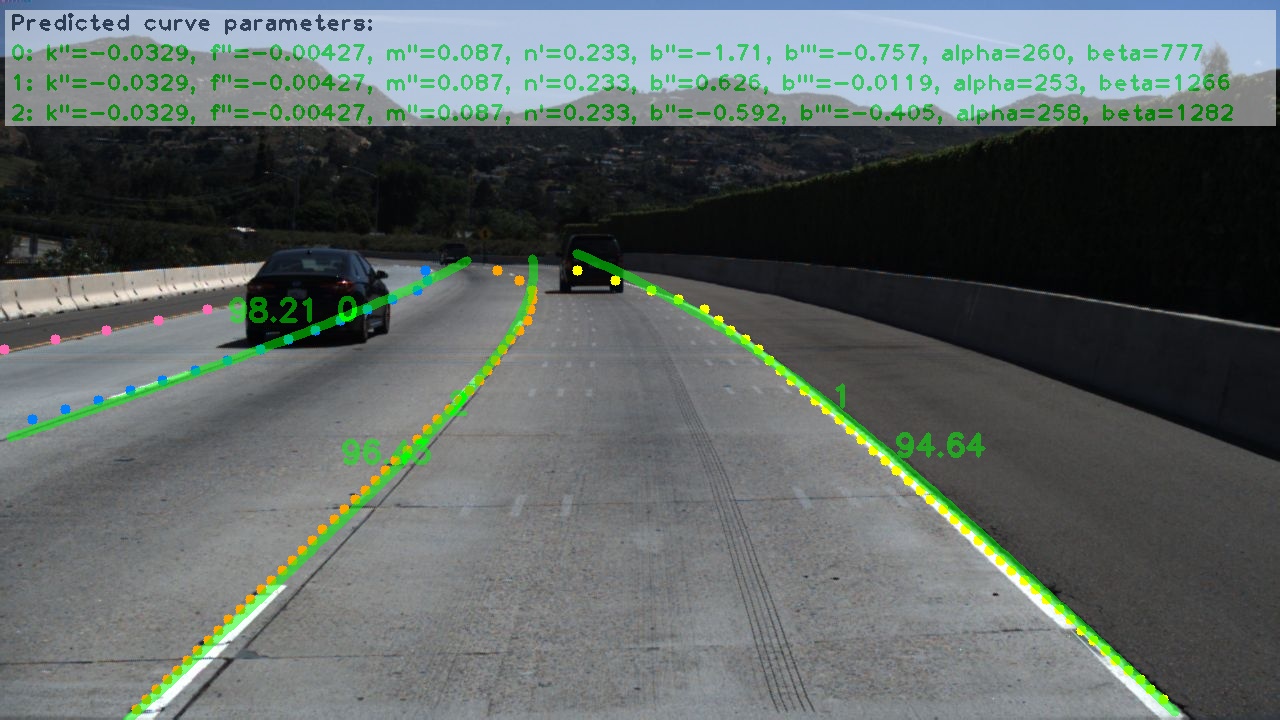 Predicted curve parameters:
0: k''=-0.0329, f''=-0.00427, m''=0.087, n'=0.233, b''=-1.71, b'''=-0.757, alpha=260, beta=777
1: k''=-0.0329, f''=-0.00427, m''=0.087, n'=0.233, b''=0.626, b'''=-0.0119, alpha=253, beta=1266
2: k''=-0.0329, f''=-0.00427, m''=0.087, n'=0.233, b''=-0.592, b'''=-0.405, alpha=258, beta=1282
98.21 0
1
94.64